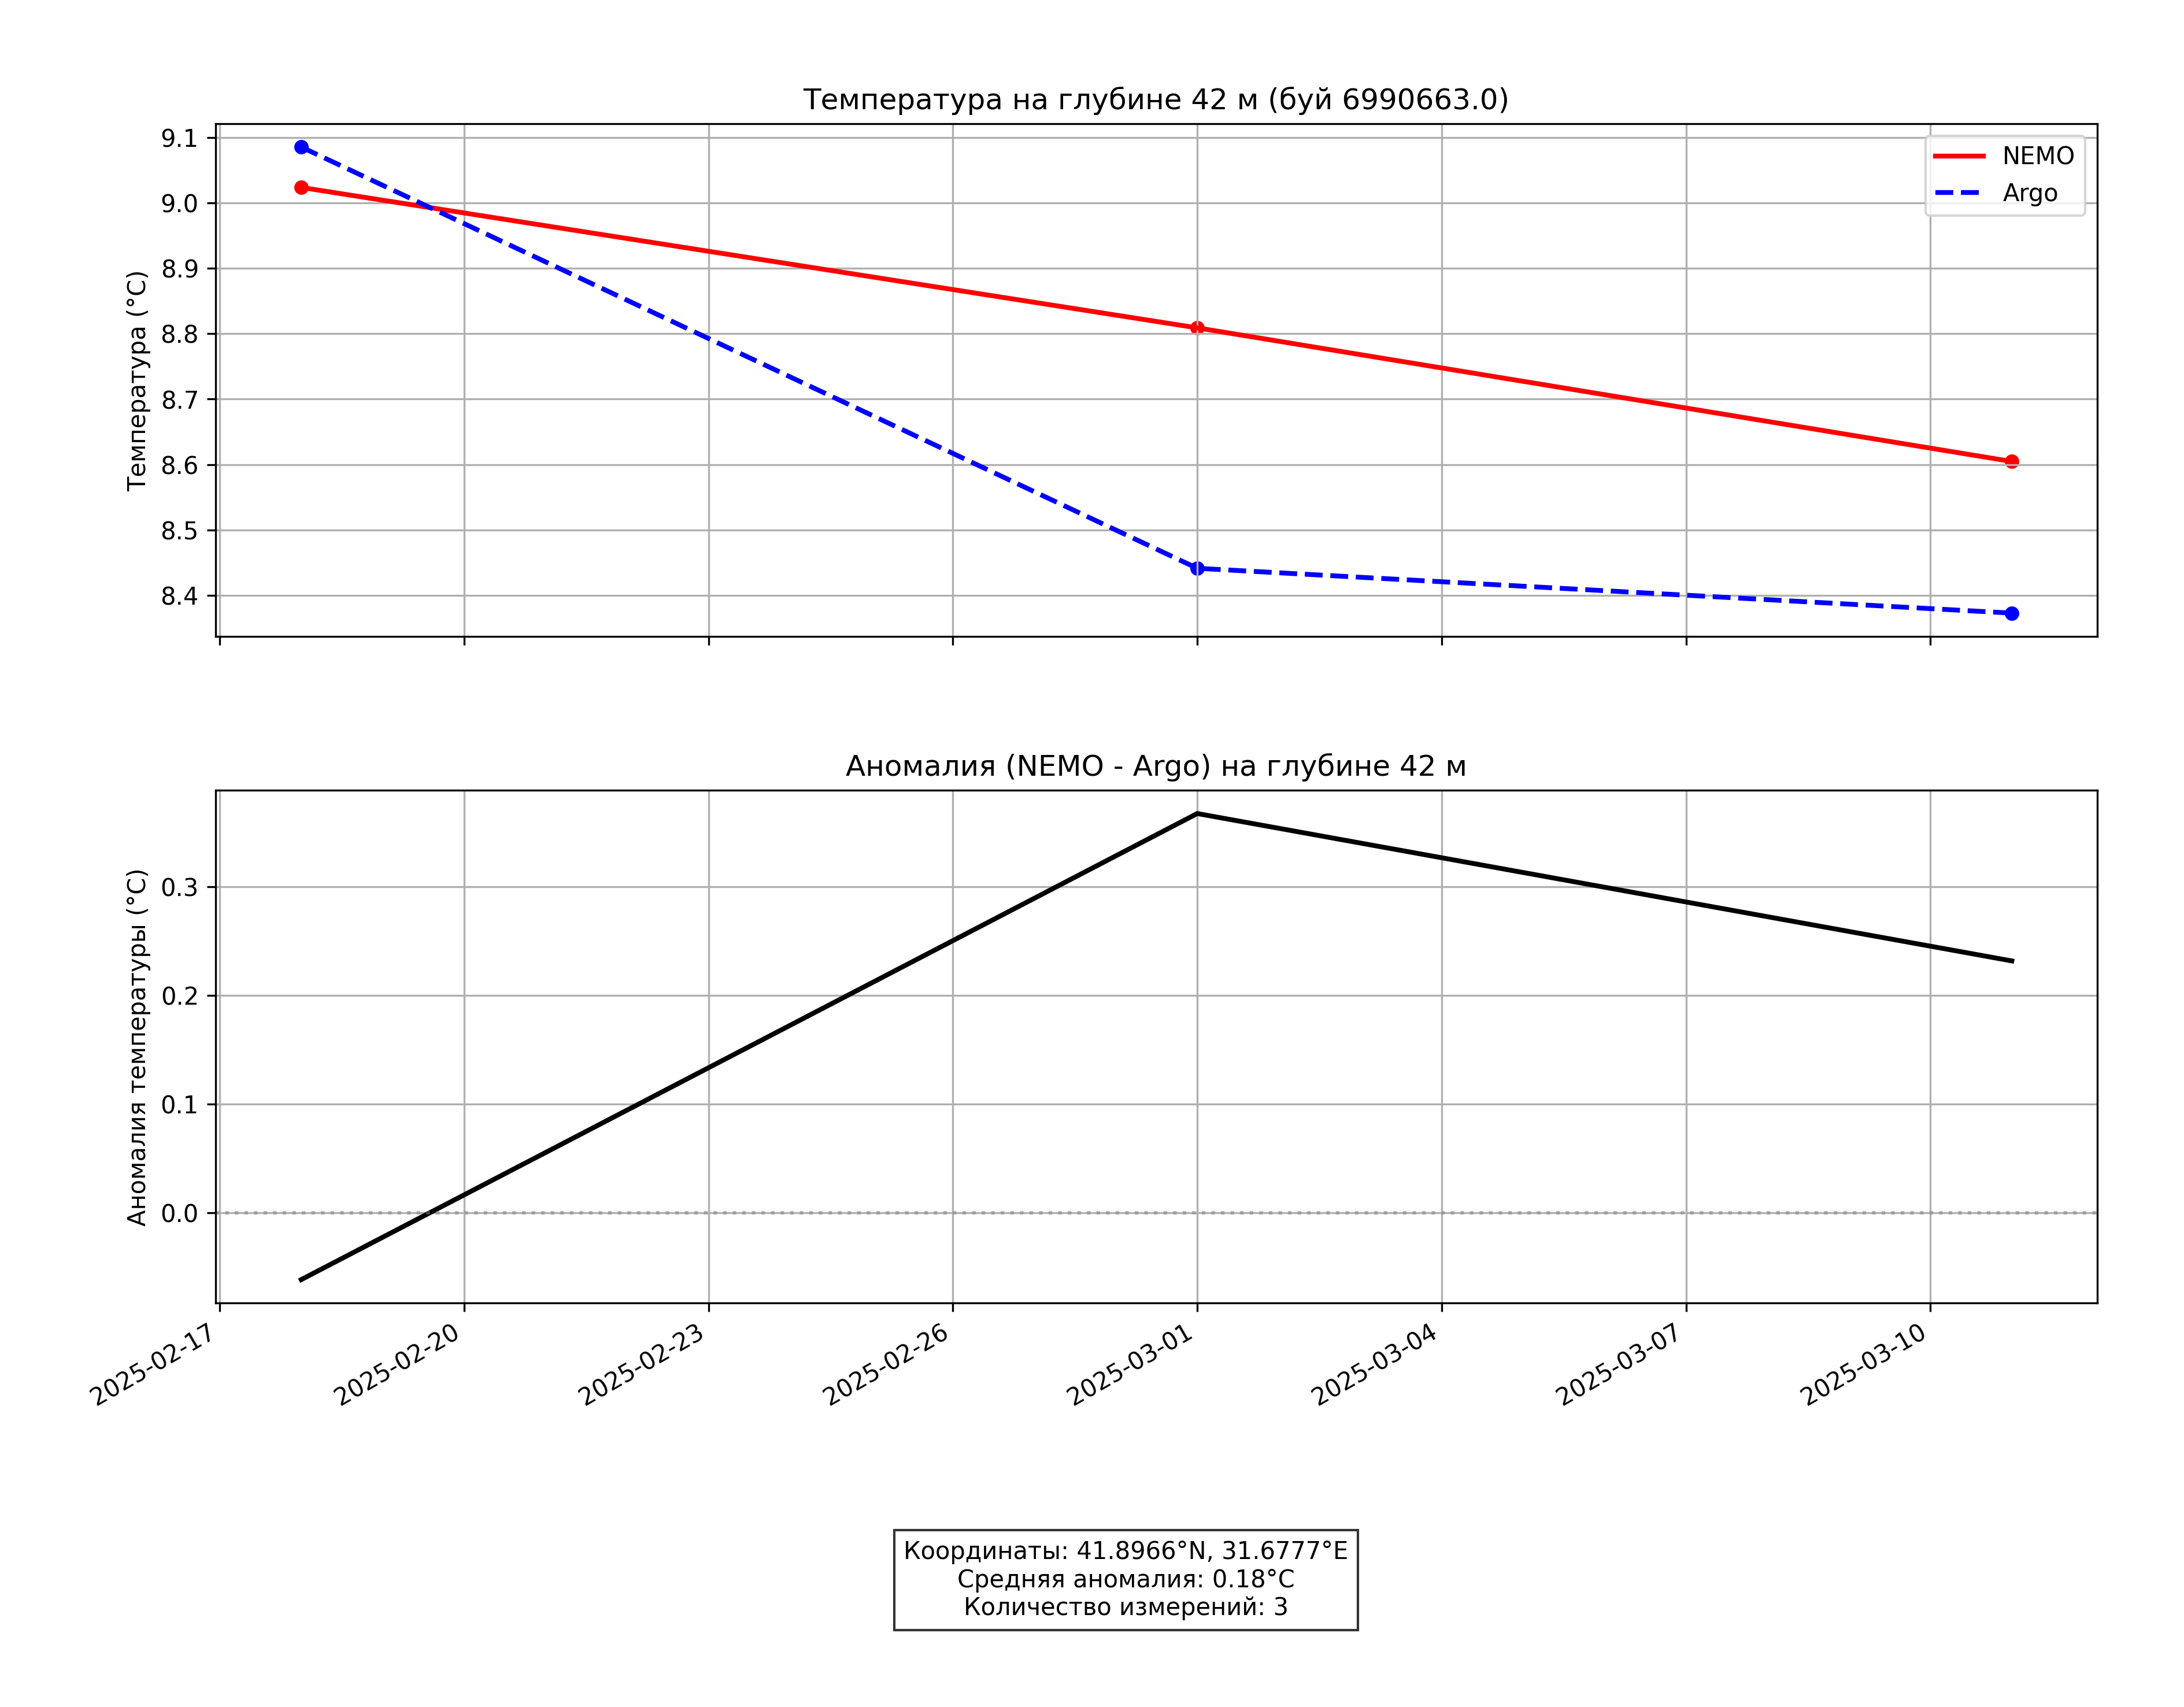 Температура на глубине 42 м (буй 6990663.0)
9.1
9.0
8.9
8.8
8.7
8.6
8.5
8.4
Температура (°C)
NEMO
Argo
Аномалия (NEMO - Argo) на глубине 42 м
0.3
0.2
0.1
0.0
Аномалия температуры (°C)
2025-02-17
2025-02-20
2025-02-23
2025-02-26
2025-03-01
2025-03-04
2025-03-07
2025-03-10
Координаты: 41.8966°N, 31.6777°E
Средняя аномалия: 0.18°C
Количество измерений: 3